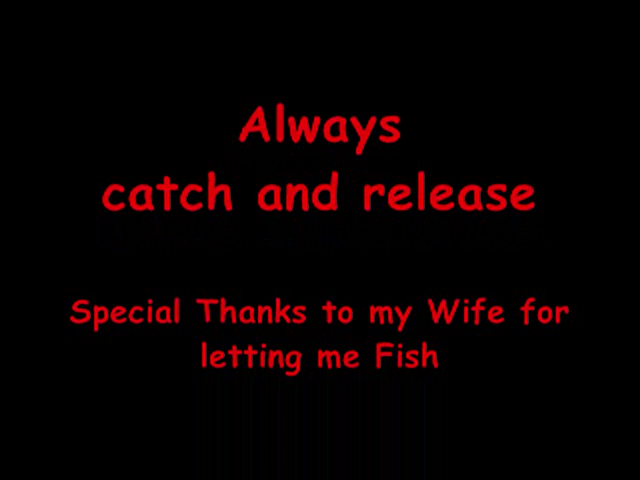 Always
catch and release
Special Thanks to my Wife for
letting me Fish